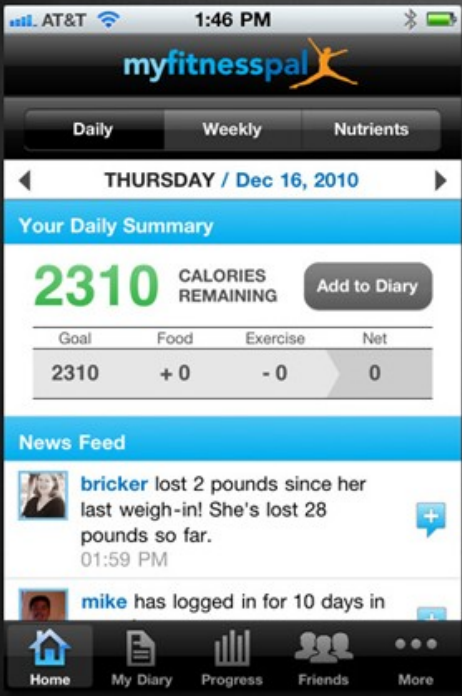 AT&T 1:46 PM
myfitnesspal
Daily Weekly Nutrients
THURSDAY / Dec 16, 2010
Your Daily Summary
2310 CALORIES REMAINING Add to Diary
Goal Food Exercise Net
2310 + 0 - 0 0
News Feed
bricker lost 2 pounds since her
last weigh-in! She's lost 28
pounds so far.
01:59 PM
mike has logged in for 10 days in
Home My Diary Progress Friends More